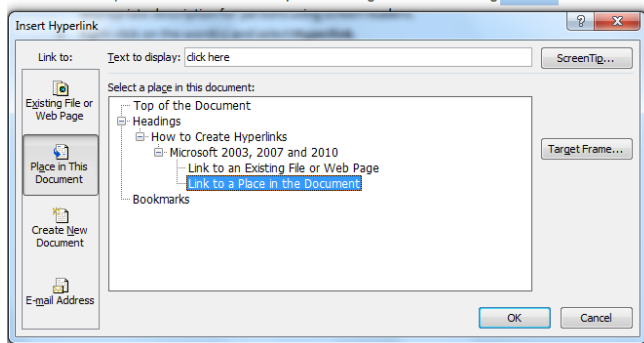 Insert Hyperlink
Link to:
Text to display: click here
ScreenTip...
Select a place in this document:
Existing File or
Web Page
Place in This
Document
Create New
Document
E-mail Address
Top of the Document
Headings
How to Create Hyperlinks
Microsoft 2003, 2007 and 2010
Link to an Existing File or Web Page
Link to a Place in the Document
Bookmarks
Target Frame...
OK
Cancel